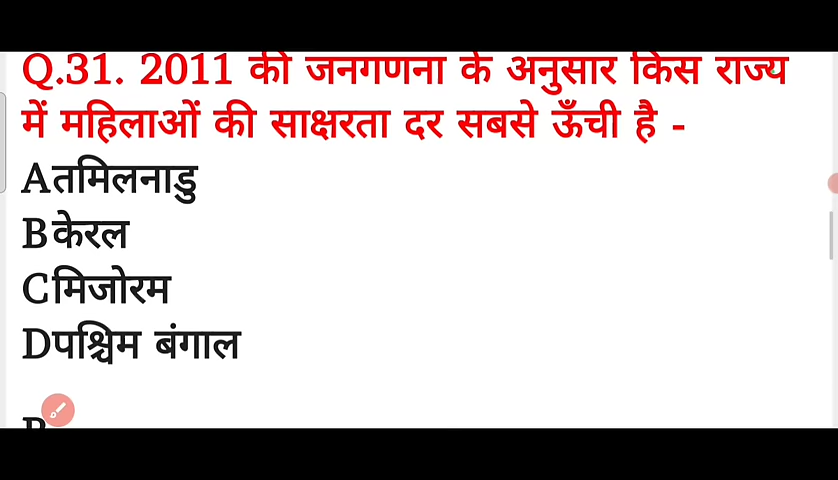 Q.31. 2011 की जनगणना के अनुसार किस राज्य
में महिलाओं की साक्षरता दर सबसे ऊँची है -
Aतमिलनाडु
Bकेरल
Cमिजोरम
Dपश्चिम बंगाल